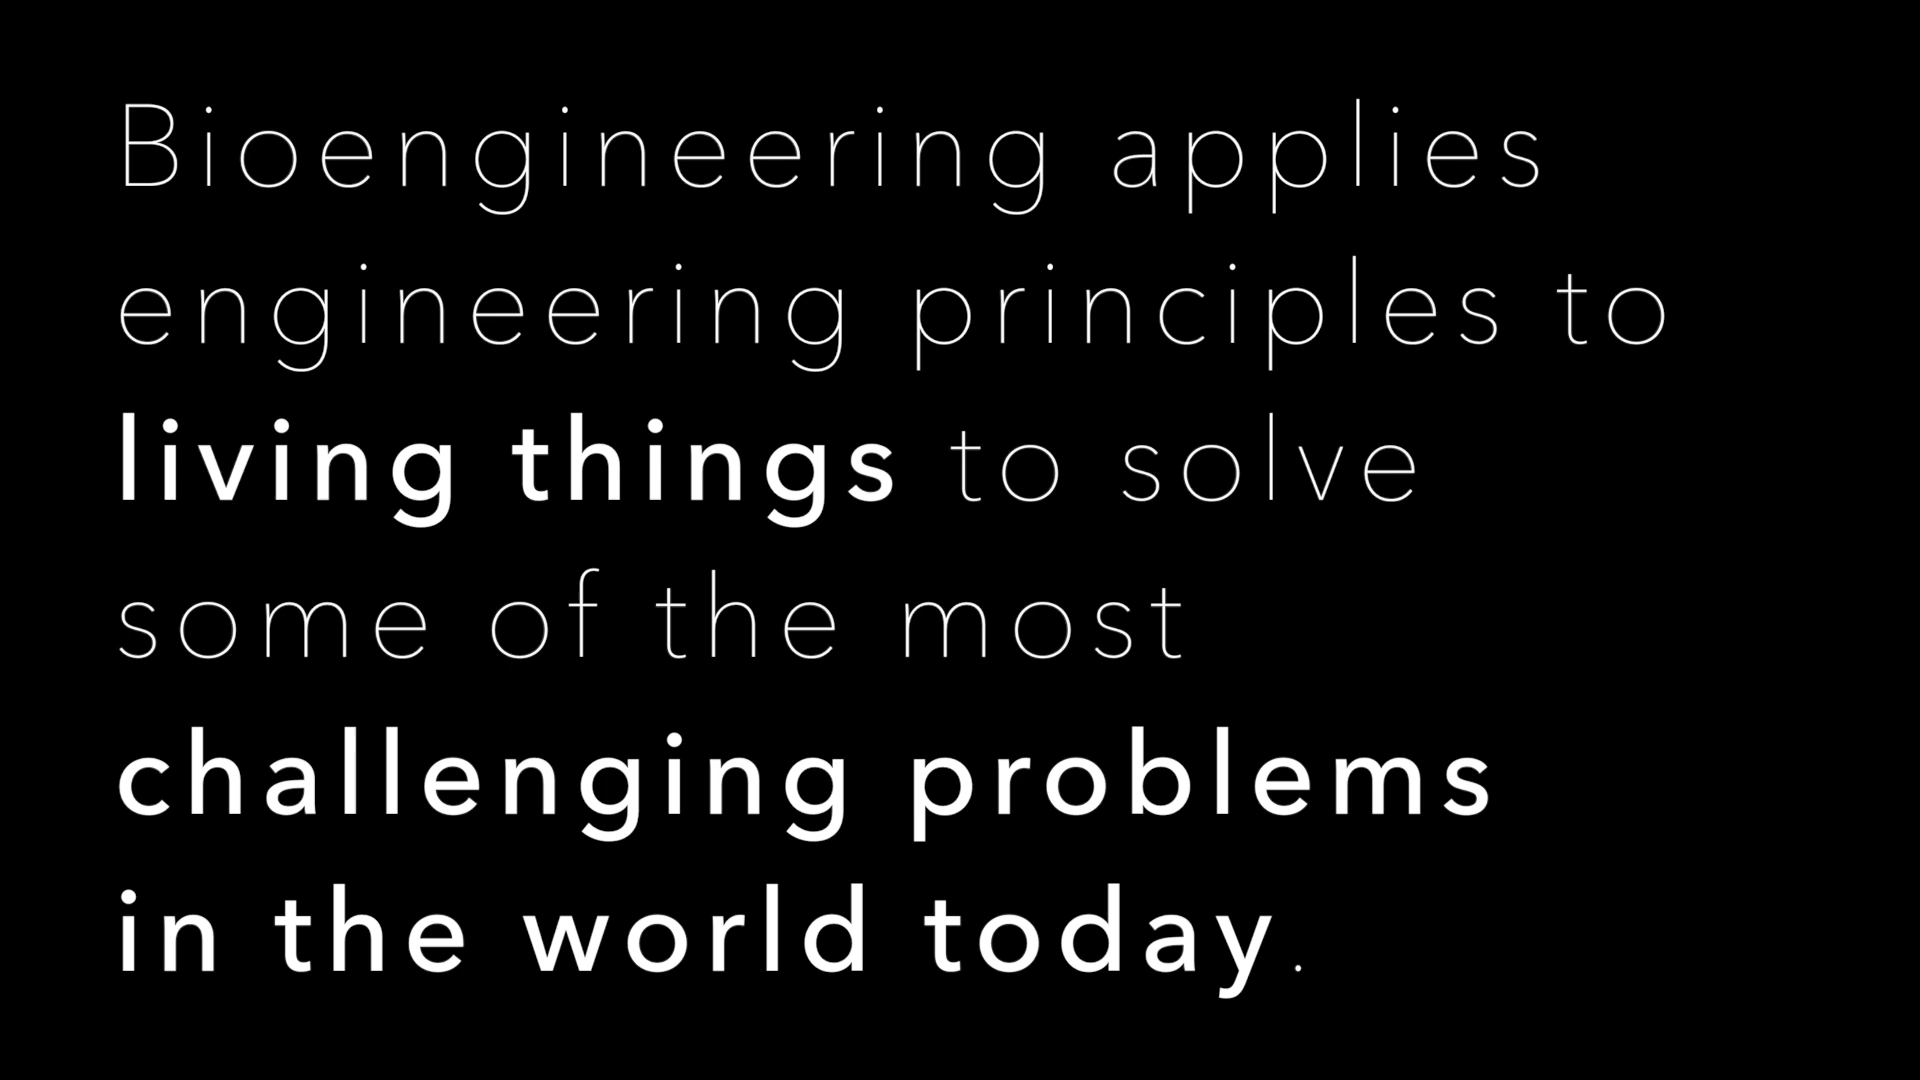 Bioengineering applies
engineering principles to
living things to solve
some of the most
challenging problems
in the world today.